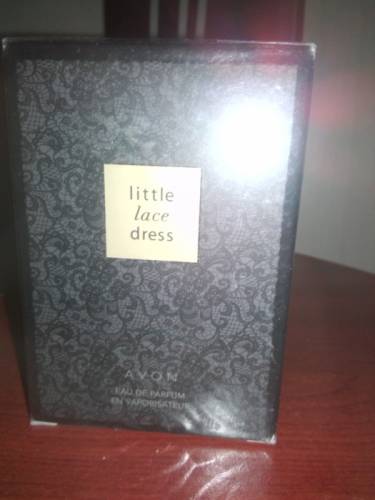 little
lace
dress
AVON
EAU DE PARFUM
EN VAPORISATEUR